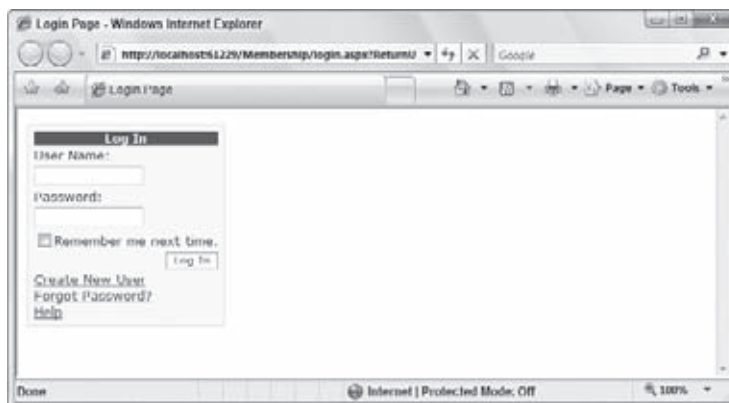 Login Page - Windows Internet Explorer
http://localhost:61229/Membership/login.aspx?ReturnU
Google
Login Page
Page
Tools
Log In
User Name:
Password:
Remember me next time.
Log In
Create New User
Forgot Password?
Help
Done
Internet | Protected Mode: Off
100%